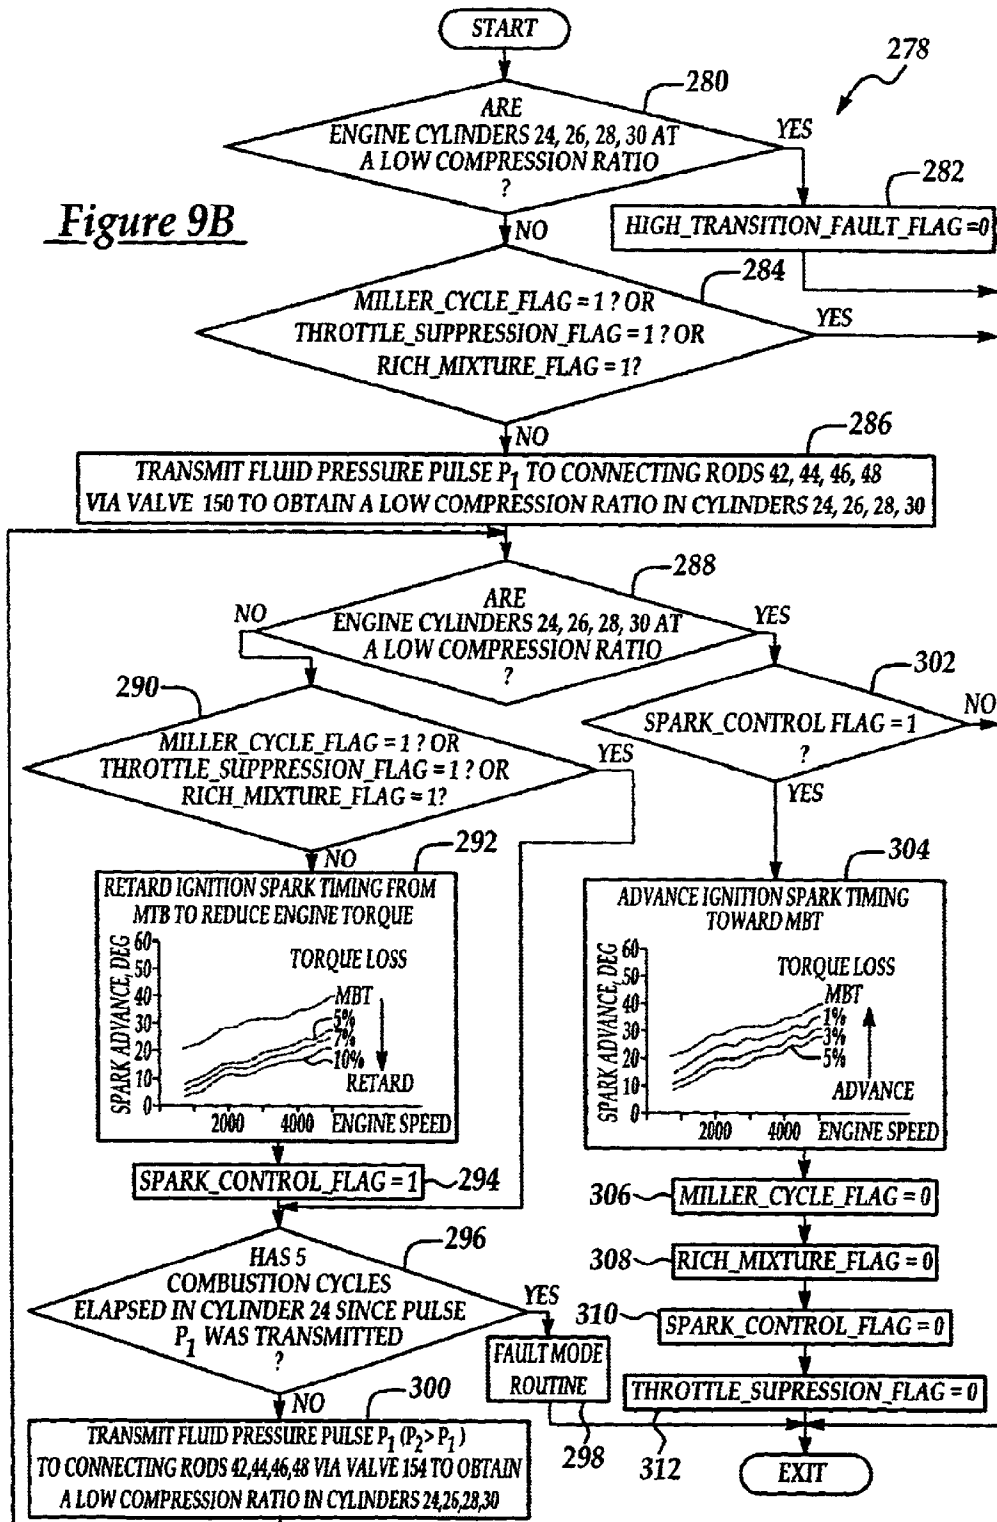 START
278
280
ARE
ENGINE CYLINDERS 24, 26, 28, 30 AT
A LOW COMPRESSION RATIO
?
YES
282
HIGH_TRANSITION_FAULT_FLAG =0
Figure 9B
NO
284
MILLER_CYCLE_FLAG = 1 ? OR
THROTTLE_SUPPRESSION_FLAG = 1 ? OR
RICH_MIXTURE_FLAG = 1?
YES
NO
286
TRANSMIT FLUID PRESSURE PULSE P1 TO CONNECTING RODS 42, 44, 46, 48
VIA VALVE 150 TO OBTAIN A LOW COMPRESSION RATIO IN CYLINDERS 24, 26, 28, 30
288
ARE
ENGINE CYLINDERS 24, 26, 28, 30 AT
A LOW COMPRESSION RATIO
?
NO
YES
290
MILLER_CYCLE_FLAG = 1 ? OR
THROTTLE_SUPPRESSION_FLAG = 1 ? OR
RICH_MIXTURE_FLAG = 1?
YES
302
SPARK_CONTROL FLAG = 1
?
NO
YES
NO
292
RETARD IGNITION SPARK TIMING FROM
MTB TO REDUCE ENGINE TORQUE
SPARK ADVANCE, DEG
60
50
40
30
20
10
0
TORQUE LOSS
MBT
5%
7%
10%
RETARD
2000
4000
ENGINE SPEED
304
ADVANCE IGNITION SPARK TIMING
TOWARD MBT
SPARK ADVANCE, DEG
60
50
40
30
20
10
0
TORQUE LOSS
MBT
1%
3%
5%
ADVANCE
2000
4000
ENGINE SPEED
SPARK_CONTROL_FLAG = 1
294
306
MILLER_CYCLE_FLAG = 0
296
HAS 5
COMBUSTION CYCLES
ELAPSED IN CYLINDER 24 SINCE PULSE
P1 WAS TRANSMITTED
?
YES
NO
308
RICH_MIXTURE_FLAG = 0
310
SPARK_CONTROL_FLAG = 0
FAULT MODE
ROUTINE
298
THROTTLE_SUPRESSION_FLAG = 0
312
300
TRANSMIT FLUID PRESSURE PULSE P1 (P2 > P1)
TO CONNECTING RODS 42,44,46,48 VIA VALVE 154 TO OBTAIN
A LOW COMPRESSION RATIO IN CYLINDERS 24,26,28,30
EXIT